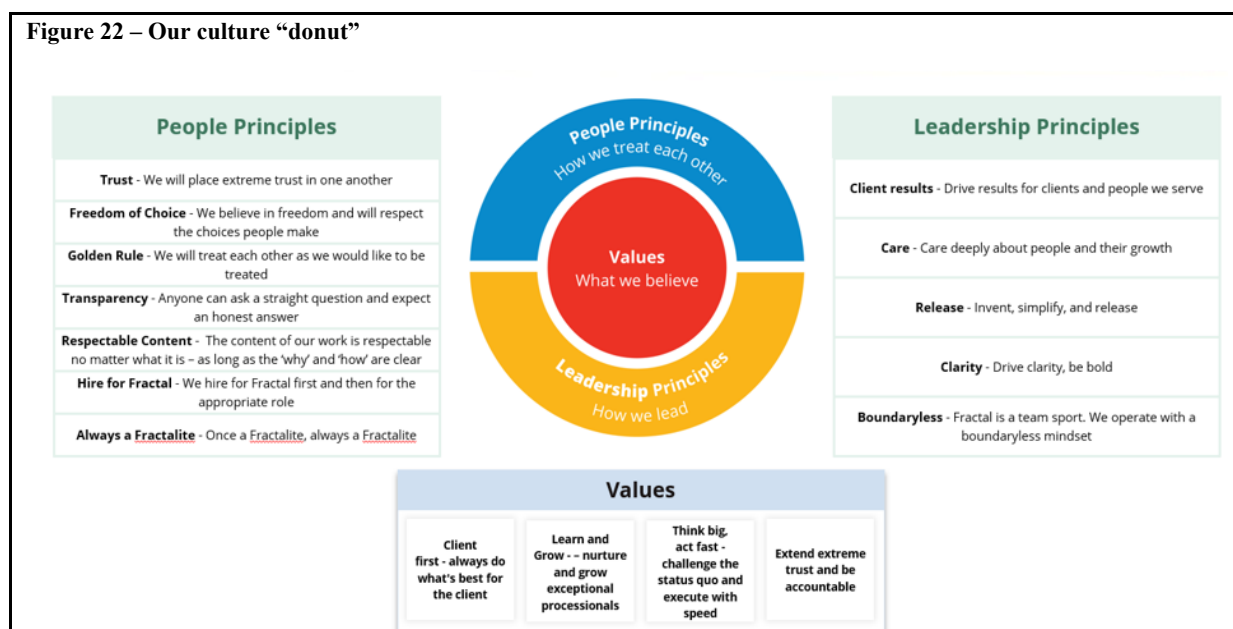 Figure 22 – Our culture “donut”
People Principles
Trust - We will place extreme trust in one another
Freedom of Choice - We believe in freedom and will respect
the choices people make
Golden Rule - We will treat each other as we would like to be
treated
Transparency - Anyone can ask a straight question and expect
an honest answer
Respectable Content - The content of our work is respectable
no matter what it is – as long as the ‘why’ and ‘how’ are clear
Hire for Fractal - We hire for Fractal first and then for the
appropriate role
Always a Fractalite - Once a Fractalite, always a Fractalite
People Principles
How we treat each other
Values
What we believe
Leadership Principles
How we lead
Leadership Principles
Client results - Drive results for clients and people we serve
Care - Care deeply about people and their growth
Release - Invent, simplify, and release
Clarity - Drive clarity, be bold
Boundaryless - Fractal is a team sport. We operate with a
boundaryless mindset
Values
Client
first - always do
what's best for
the client
Learn and
Grow - – nurture
and grow
exceptional
processionals
Think big,
act fast -
challenge the
status quo and
execute with
speed
Extend extreme
trust and be
accountable